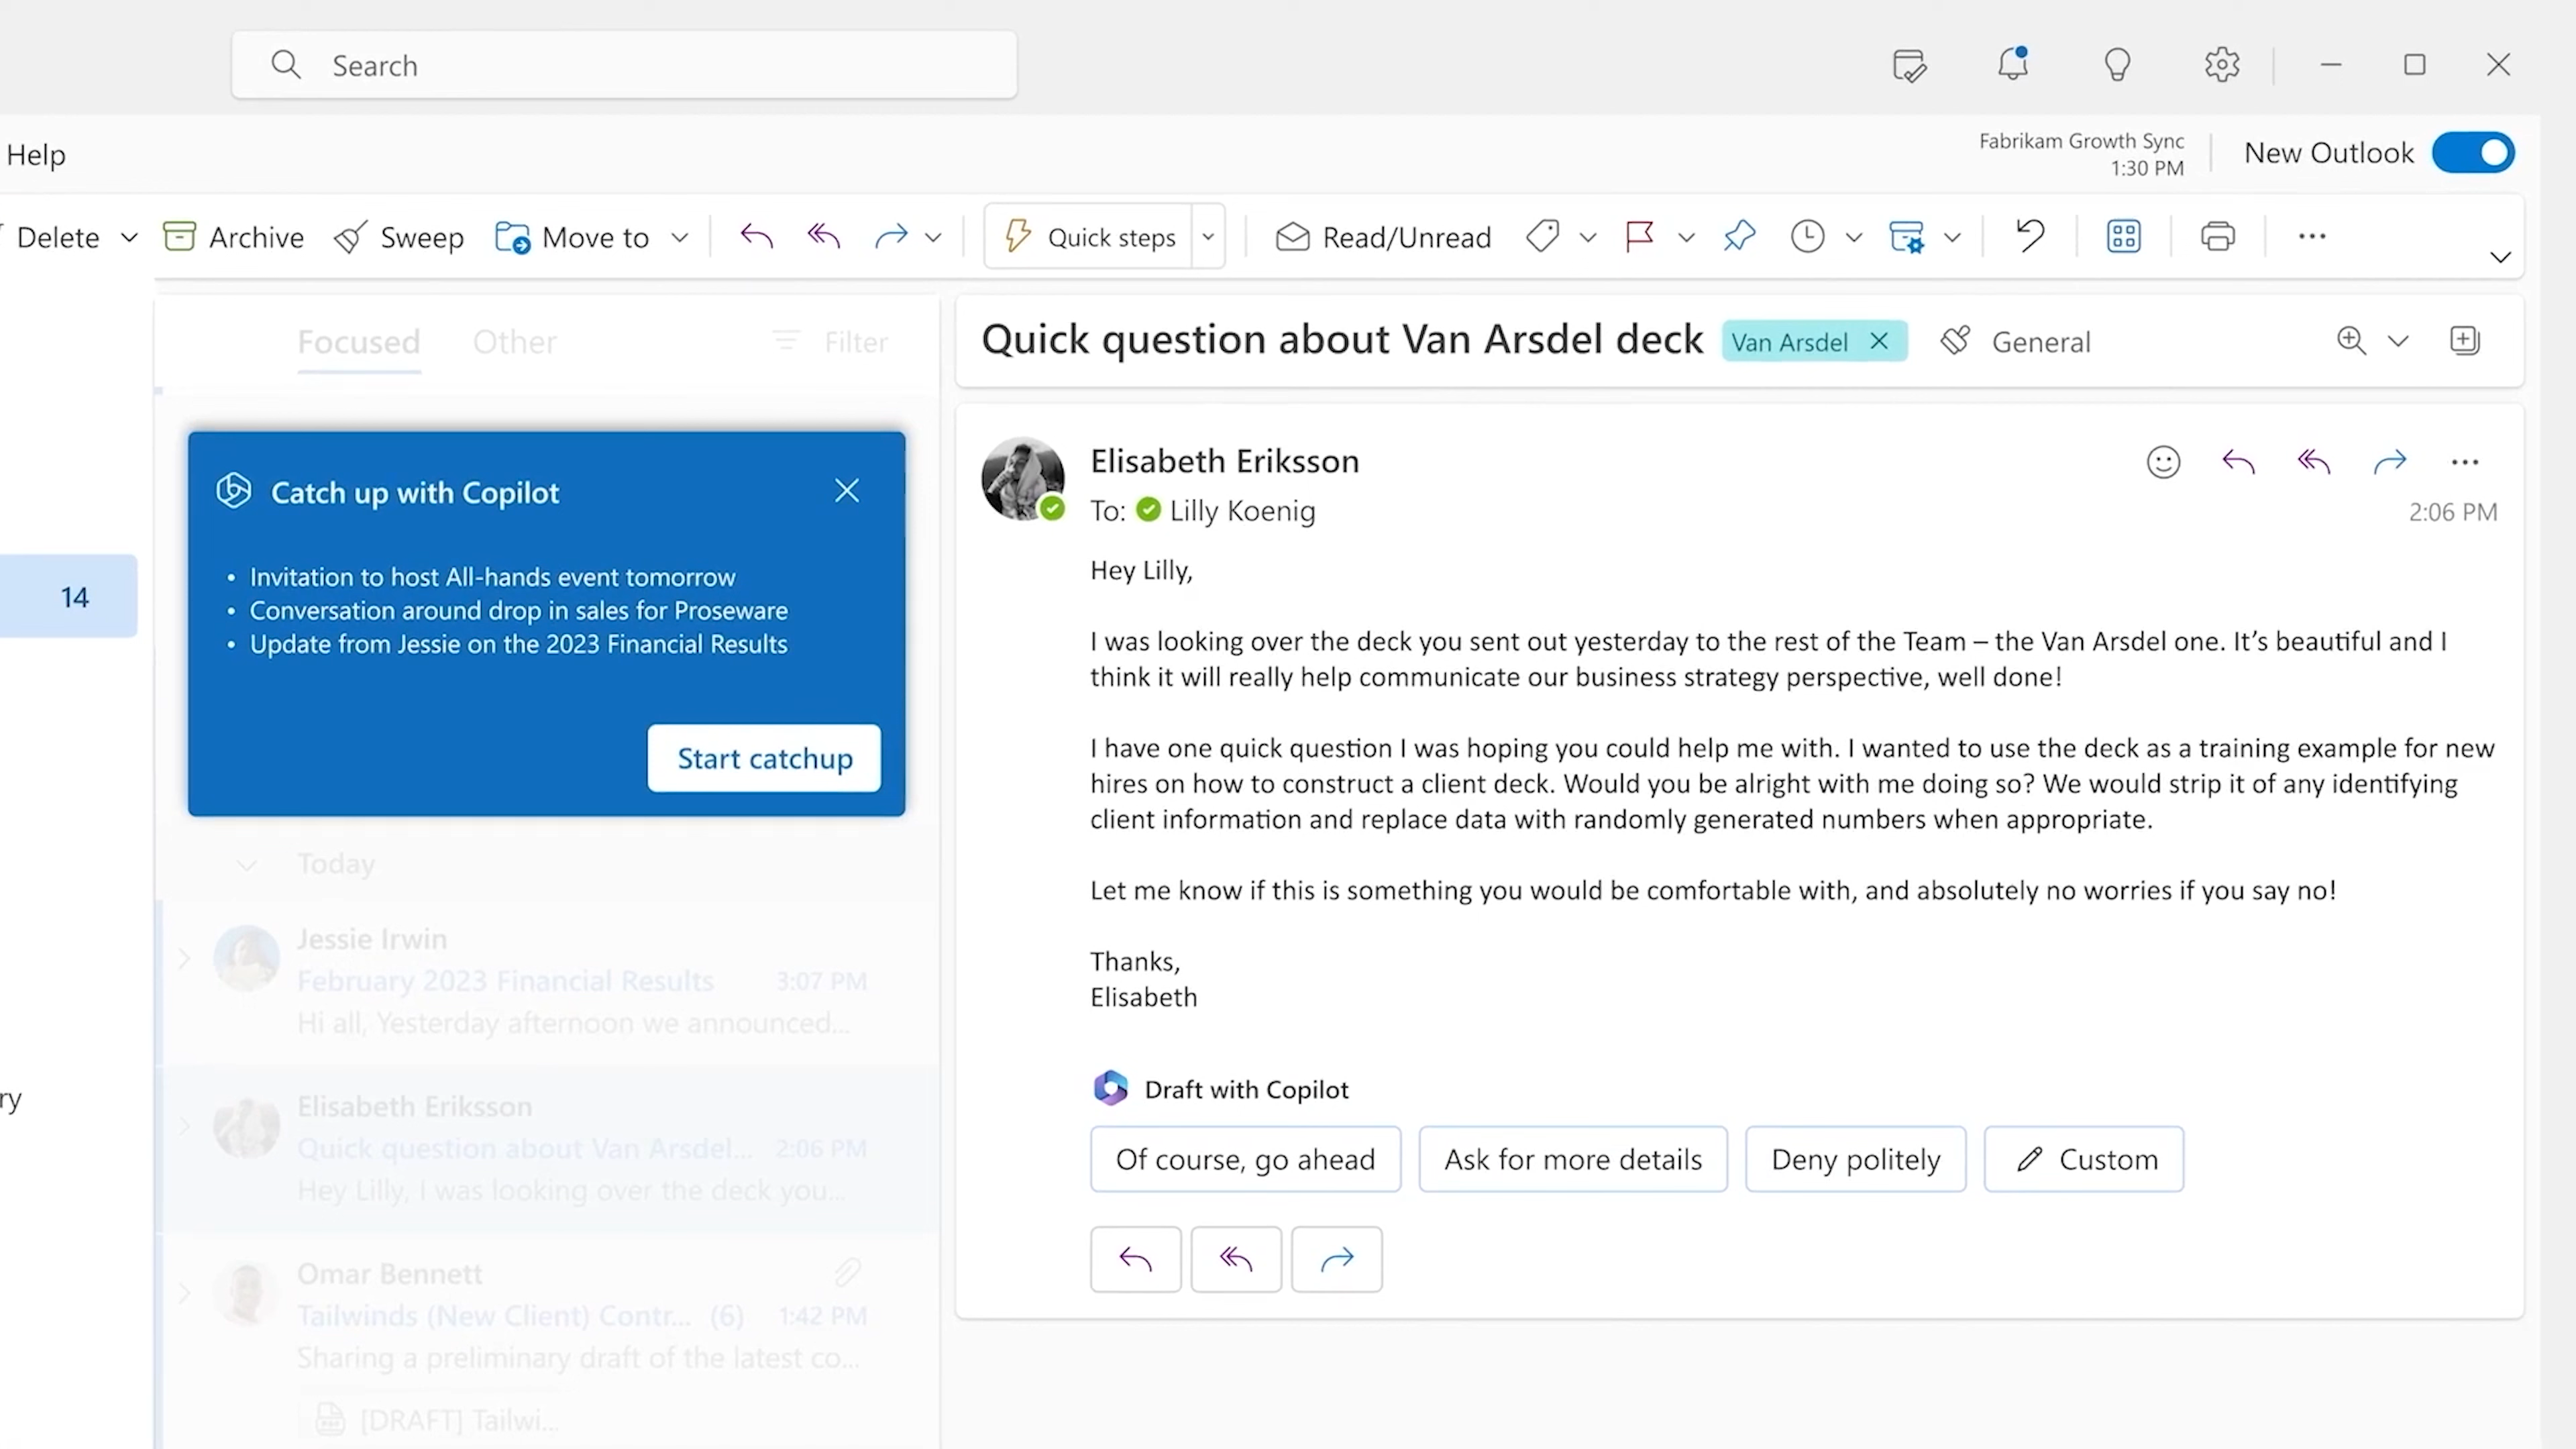 Search
Help
Fabrikam Growth Sync
1:30 PM
New Outlook
Delete
Archive
Sweep
Move to
Quick steps
Read/Unread
Focused
Other
Filter
Quick question about Van Arsdel deck
Van Arsdel
General
Catch up with Copilot
• Invitation to host All-hands event tomorrow
• Conversation around drop in sales for Proseware
• Update from Jessie on the 2023 Financial Results
Start catchup
14
ry
Today
Jessie Irwin
February 2023 Financial Results 3:07 PM
Hi all, Yesterday afternoon we announced...
Elisabeth Eriksson
Quick question about Van Arsdel... 2:06 PM
Hey Lilly, I was looking over the deck you...
Omar Bennett
Tailwinds (New Client) Contr... (6) 1:42 PM
Sharing a preliminary draft of the latest co...
[DRAFT] Tailwi...
Elisabeth Eriksson
To: Lilly Koenig
2:06 PM
Hey Lilly,
I was looking over the deck you sent out yesterday to the rest of the Team – the Van Arsdel one. It’s beautiful and I
think it will really help communicate our business strategy perspective, well done!
I have one quick question I was hoping you could help me with. I wanted to use the deck as a training example for new
hires on how to construct a client deck. Would you be alright with me doing so? We would strip it of any identifying
client information and replace data with randomly generated numbers when appropriate.
Let me know if this is something you would be comfortable with, and absolutely no worries if you say no!
Thanks,
Elisabeth
Draft with Copilot
Of course, go ahead
Ask for more details
Deny politely
Custom